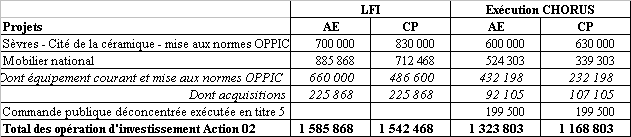 LFI Exécution CHORUS
Projets AE CP AE CP
Sèvres - Cité de la céramique - mise aux normes OPPIC 700 000 830 000 600 000 630 000
Mobilier national 885 868 712 468 524 303 339 303
Dont équipement courant et mise aux normes OPPIC 660 000 486 600 432 198 232 198
Dont acquisitions 225 868 225 868 92 105 107 105
Commande publique déconcentrée exécutée en titre 5 199 500 199 500
Total des opération d'investissement Action 02 1 585 868 1 542 468 1 323 803 1 168 803